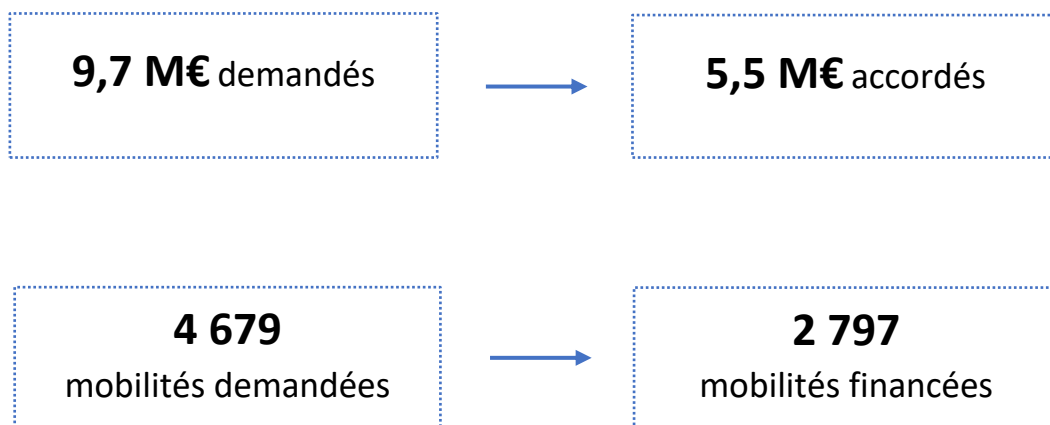 9,7 M€ demandés
5,5 M€ accordés
4 679
mobilités demandées
2 797
mobilités financées